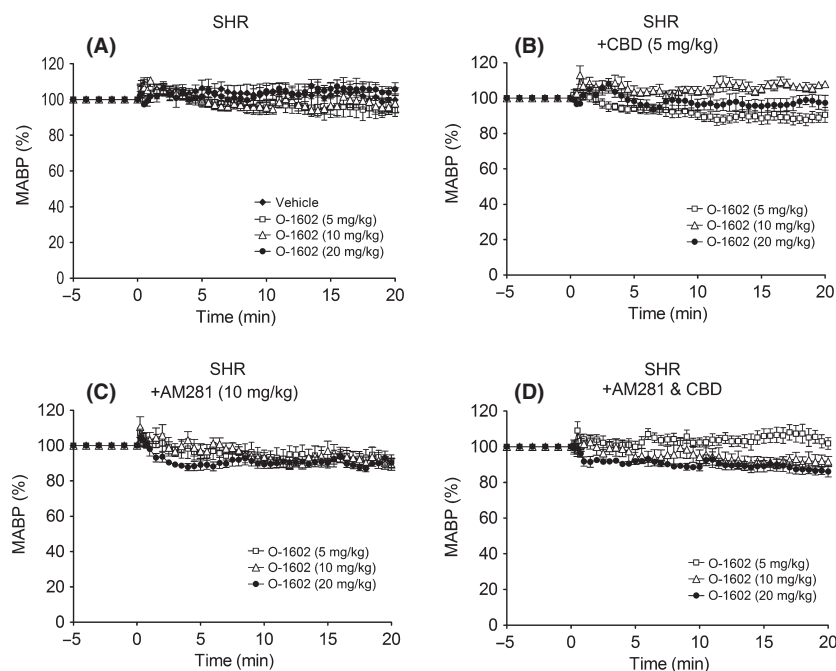 SHR
(A)
120
100
80
60
40
20
0
MABP (%)
Vehicle
O-1602 (5 mg/kg)
O-1602 (10 mg/kg)
O-1602 (20 mg/kg)
−5 0 5 10 15 20
Time (min)
SHR
+CBD (5 mg/kg)
(B)
120
100
80
60
40
20
0
MABP (%)
O-1602 (5 mg/kg)
O-1602 (10 mg/kg)
O-1602 (20 mg/kg)
−5 0 5 10 15 20
Time (min)
SHR
+AM281 (10 mg/kg)
(C)
120
100
80
60
40
20
0
MABP (%)
O-1602 (5 mg/kg)
O-1602 (10 mg/kg)
O-1602 (20 mg/kg)
−5 0 5 10 15 20
Time (min)
SHR
+AM281 & CBD
(D)
120
100
80
60
40
20
0
MABP (%)
O-1602 (5 mg/kg)
O-1602 (10 mg/kg)
O-1602 (20 mg/kg)
−5 0 5 10 15 20
Time (min)